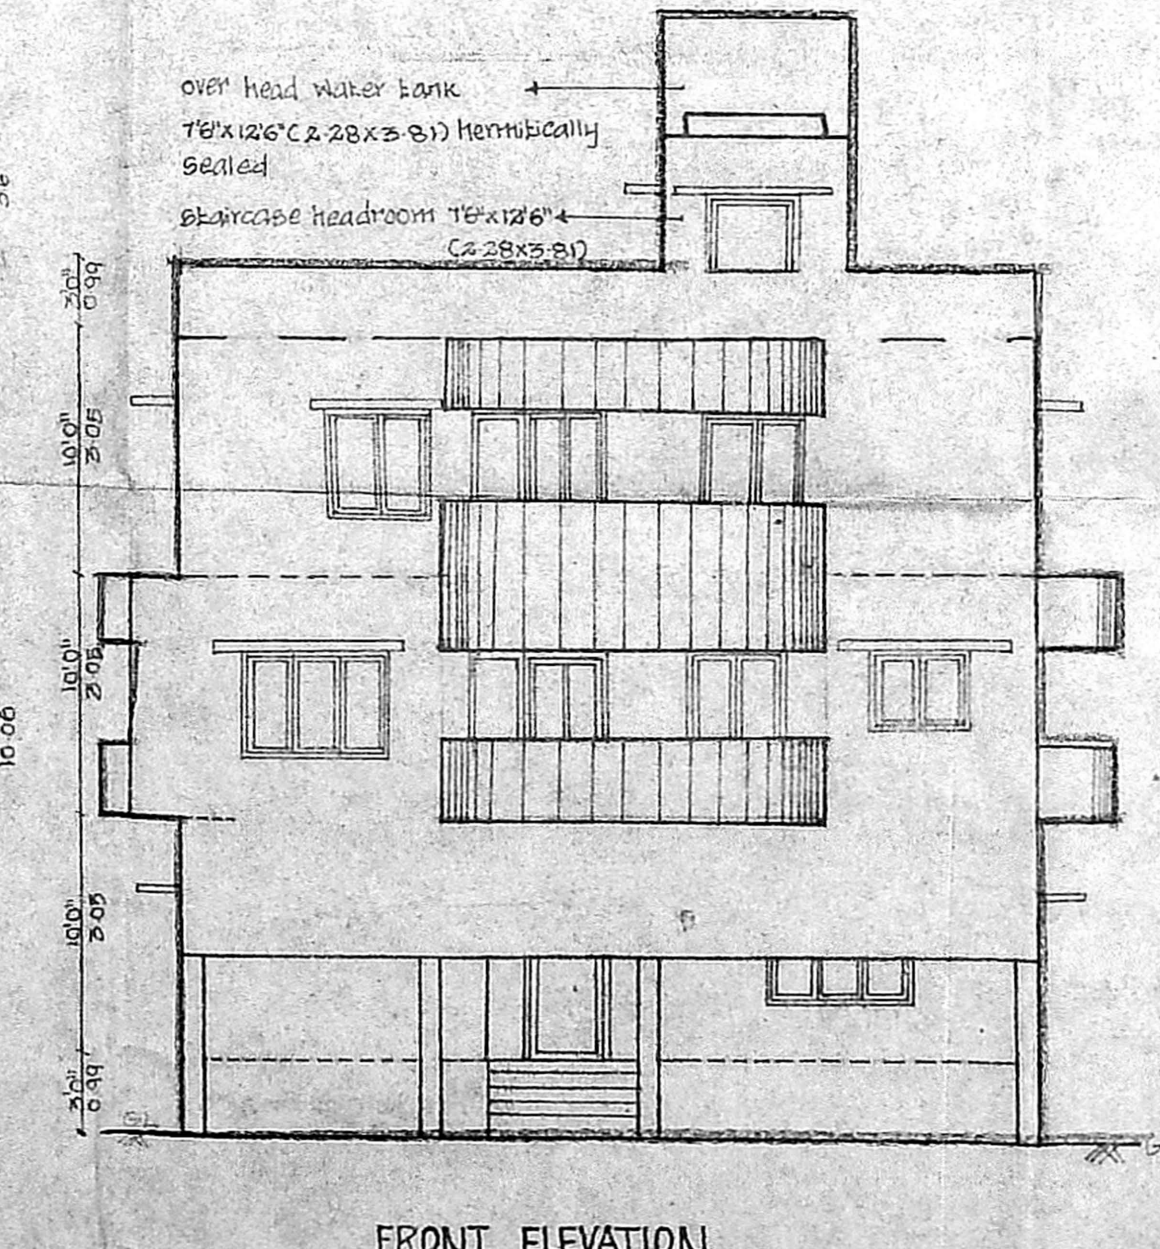 over head water tank
7'6"x12'6"(2.28x3.81) hermitically
sealed
staircase headroom 7'6"x12'6"
(2.28x3.81)
3'0"
0.99
10'0"
3.05
10'0"
3.05
10.06
10'0"
3.05
3'0"
0.99
GL
FRONT ELEVATION